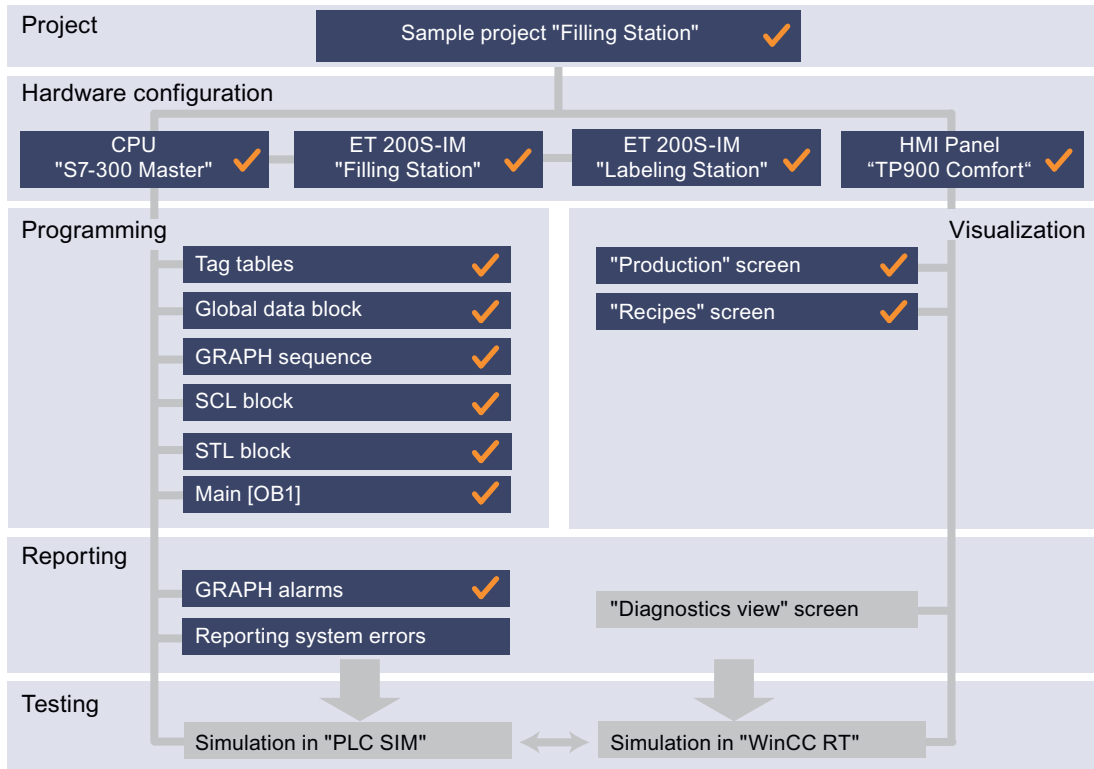 Project
Sample project "Filling Station"
Hardware configuration
CPU
"S7-300 Master"
ET 200S-IM
"Filling Station"
ET 200S-IM
"Labeling Station"
HMI Panel
“TP900 Comfort“
Programming
Tag tables
Global data block
GRAPH sequence
SCL block
STL block
Main [OB1]
Visualization
"Production" screen
"Recipes" screen
Reporting
GRAPH alarms
Reporting system errors
"Diagnostics view" screen
Testing
Simulation in "PLC SIM"
Simulation in "WinCC RT"